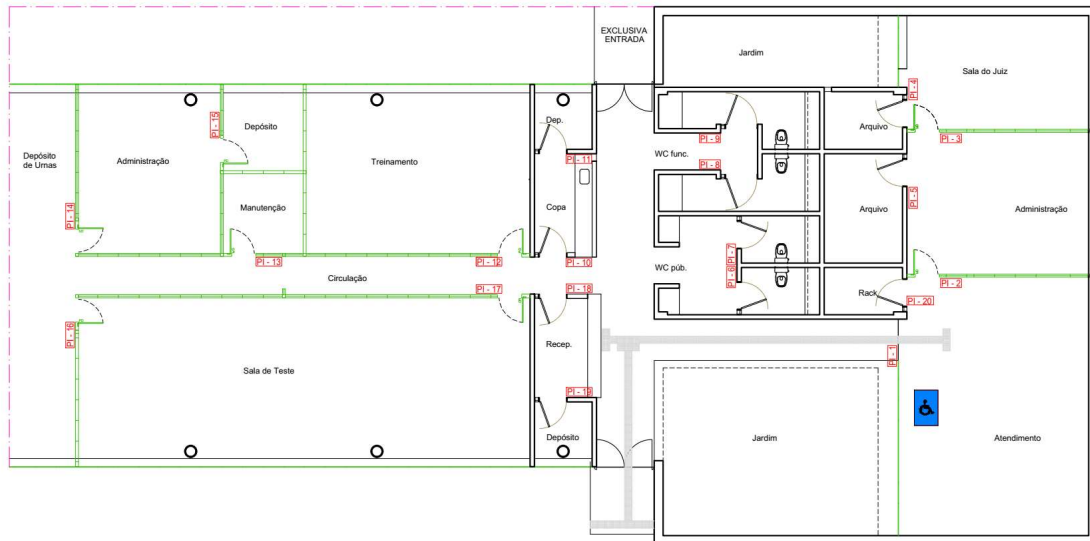 EXCLUSIVA
ENTRADA
Jardim
Sala do Juiz
PI - 4
Dep.
Depósito
PI - 15
Arquivo
PI - 9
PI - 3
Depósito
de Urnas
Administração
Treinamento
PI - 11
WC func.
PI - 8
PI - 5
PI - 14
Manutenção
Copa
Arquivo
Administração
PI - 13
PI - 12
PI - 10
PI - 7
PI - 6
WC púb.
Circulação
PI - 2
PI - 17
PI - 18
Rack
PI - 20
PI - 16
Recep.
PI - 1
Sala de Teste
PI - 19
Depósito
Jardim
Atendimento